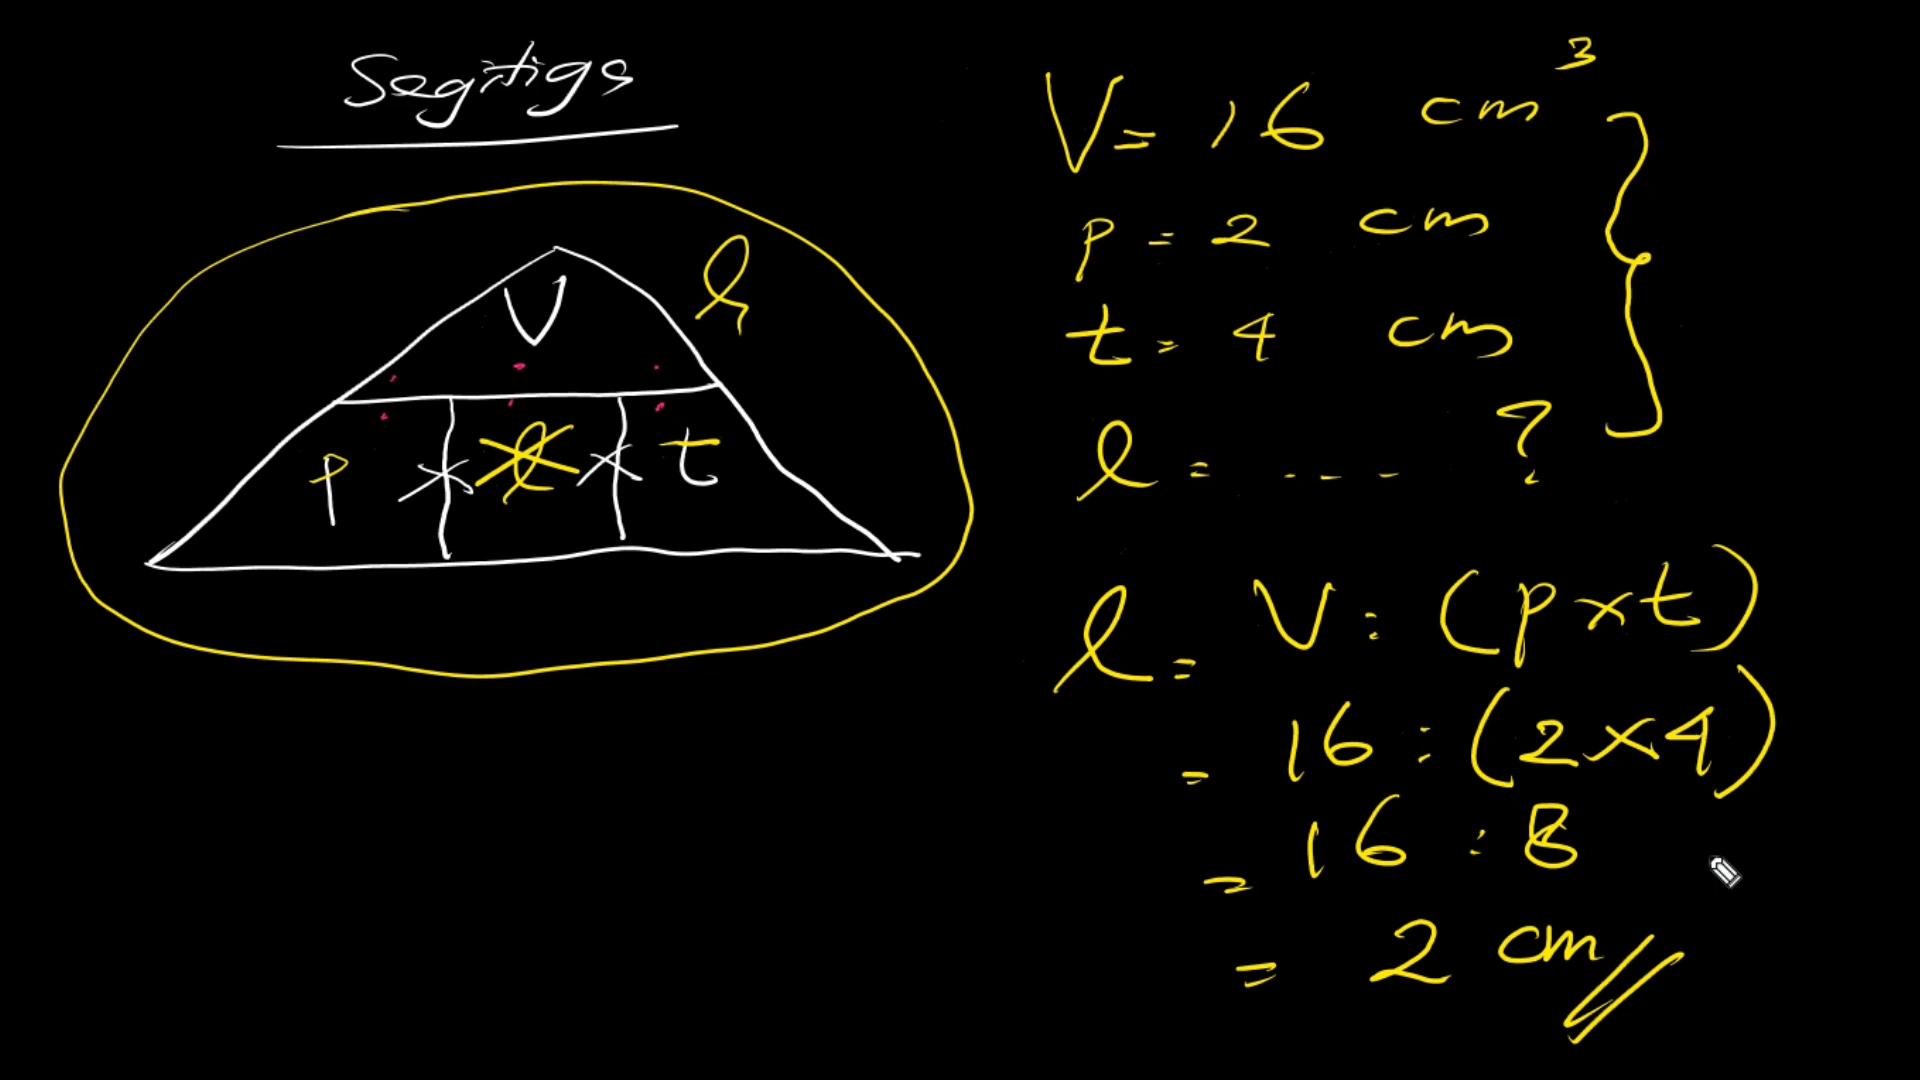 Segitiga
V
l
p × l × t
V = 16 cm³
p = 2 cm
t = 4 cm
l = ... ?
l = V : (p × t)
= 16 : (2 × 4)
= 16 : 8
= 2 cm //